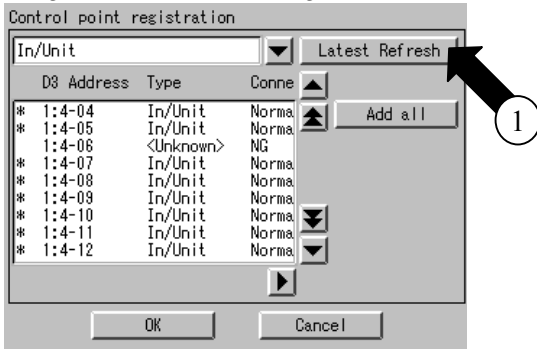 Control point registration
In/Unit Latest Refresh
D3 Address Type Conne
* 1:4-04 In/Unit Norma
* 1:4-05 In/Unit Norma
1:4-06 <Unknown> NG
* 1:4-07 In/Unit Norma
* 1:4-08 In/Unit Norma
* 1:4-09 In/Unit Norma
* 1:4-10 In/Unit Norma
* 1:4-11 In/Unit Norma
* 1:4-12 In/Unit Norma
Add all
1
OK Cancel